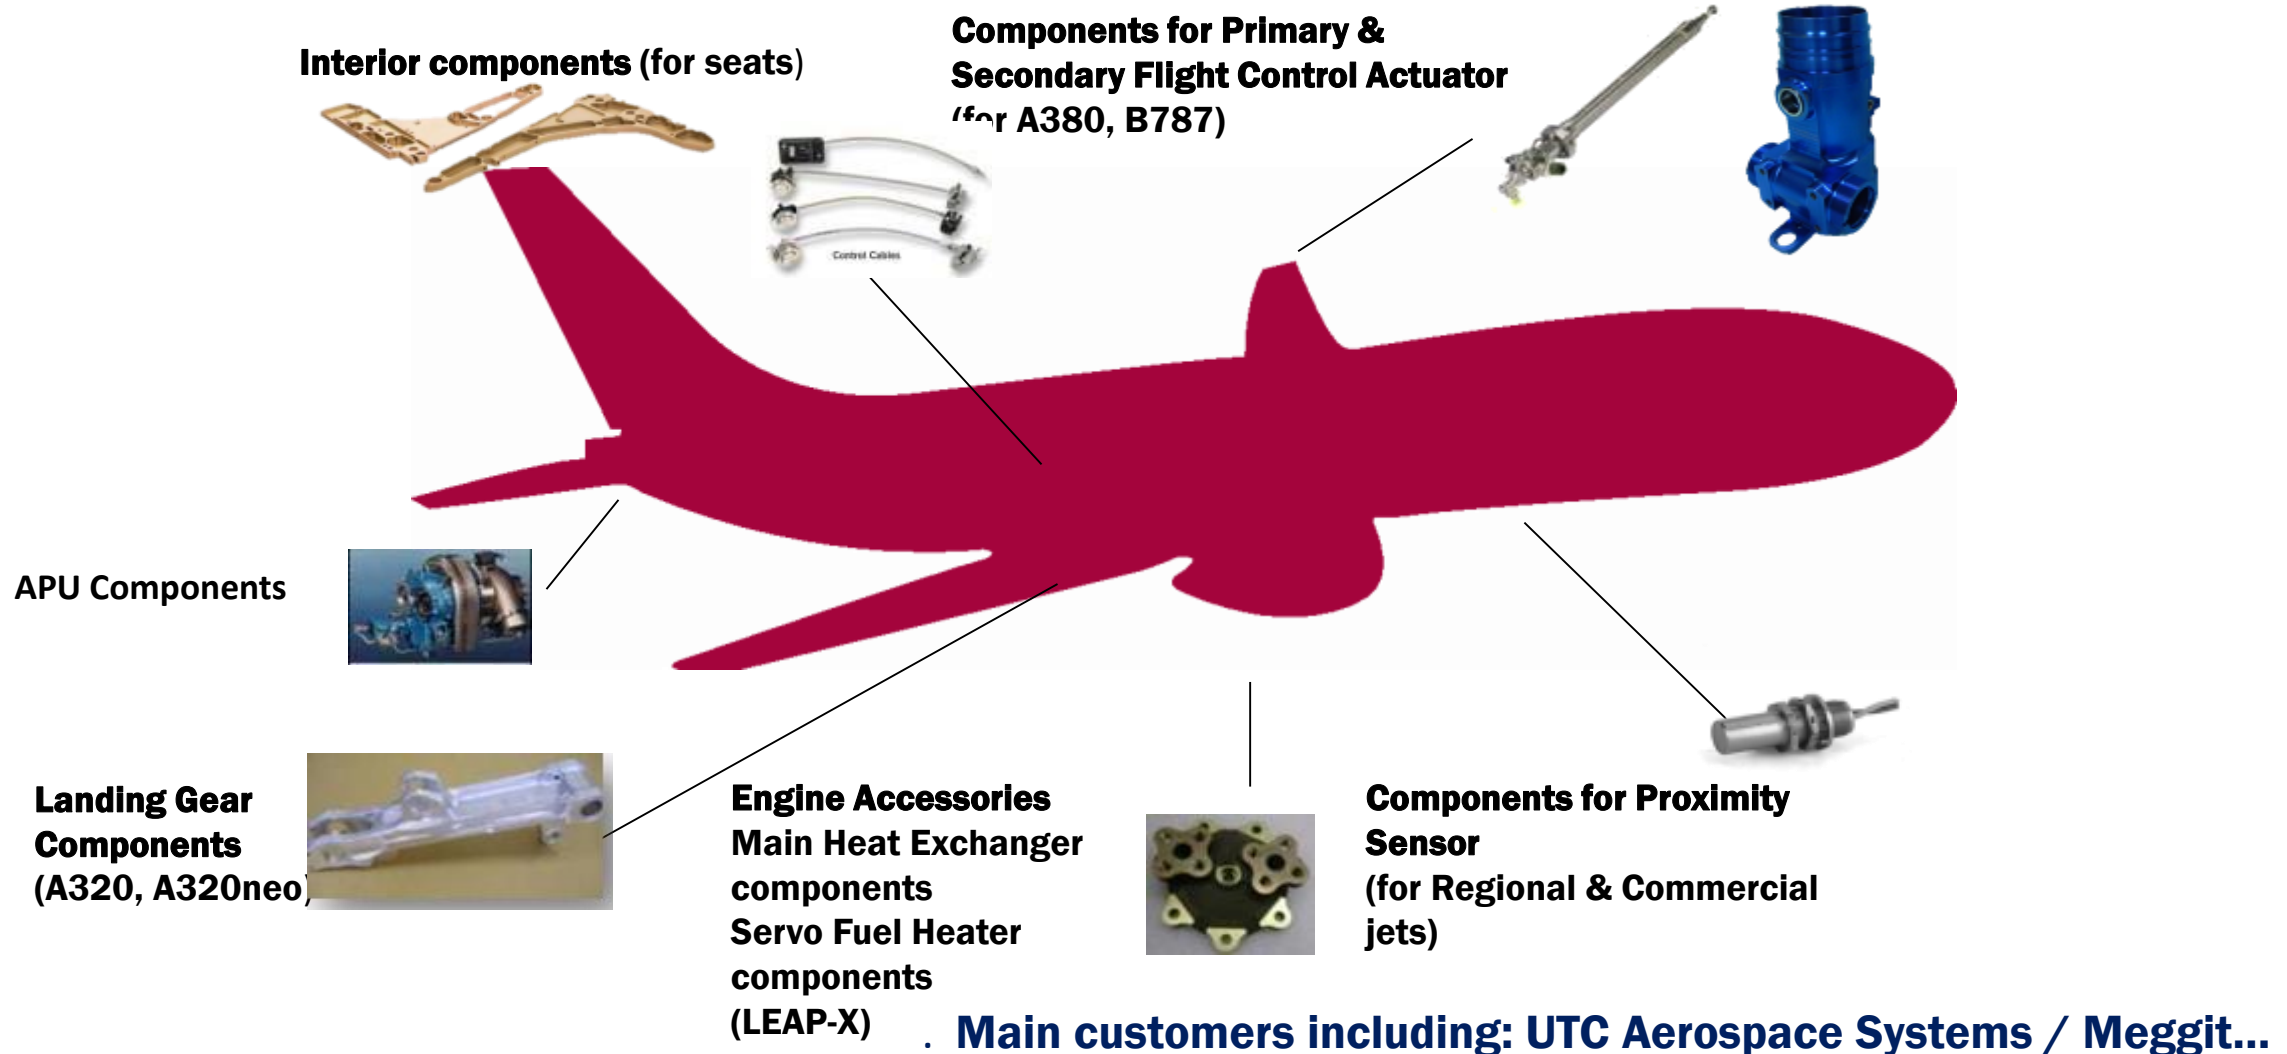 Interior components (for seats)
Components for Primary &
Secondary Flight Control Actuator
(for A380, B787)
Control Cables
APU Components
Landing Gear
Components
(A320, A320neo)
Engine Accessories
Main Heat Exchanger
components
Servo Fuel Heater
components
(LEAP-X)
Components for Proximity
Sensor
(for Regional & Commercial
jets)
. Main customers including: UTC Aerospace Systems / Meggit...